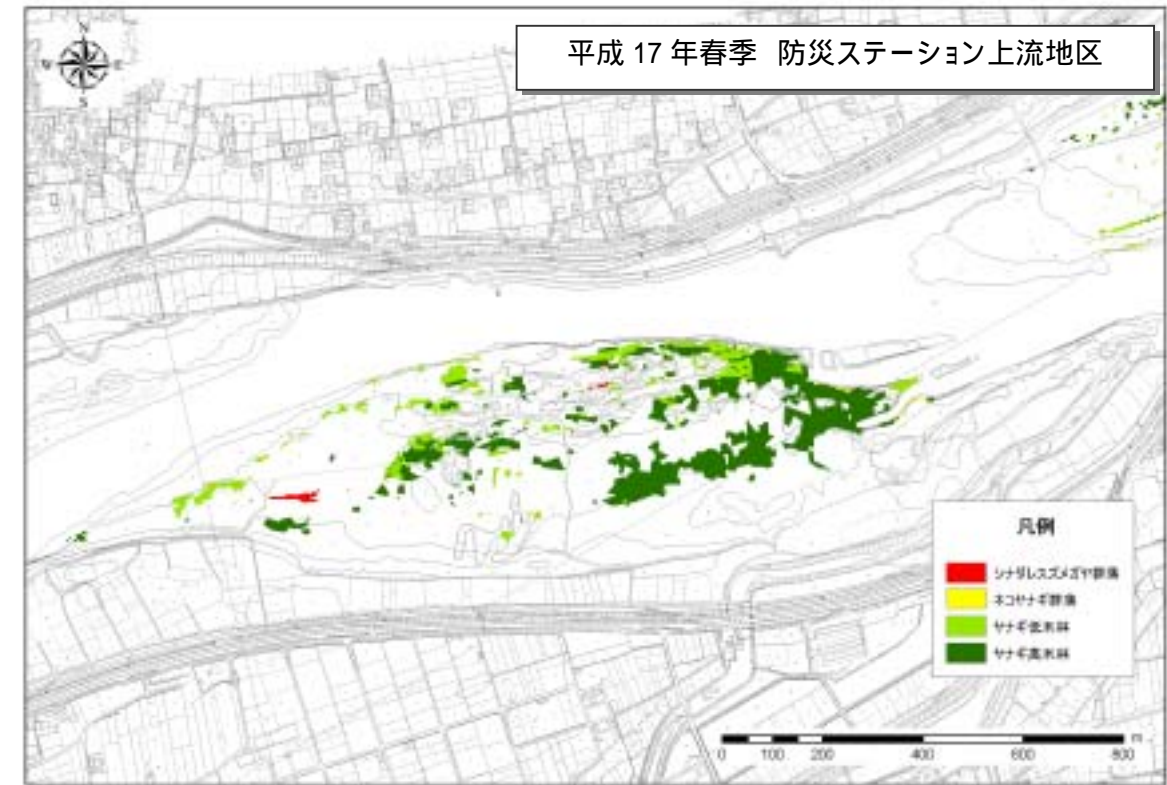 平成 17 年春季 防災ステーション上流地区
N
W
E
S
凡例
シナダレスズメガヤ群落
ネコヤナギ群落
ヤナギ低木林
ヤナギ高木林
m
0 100 200 400 600 800